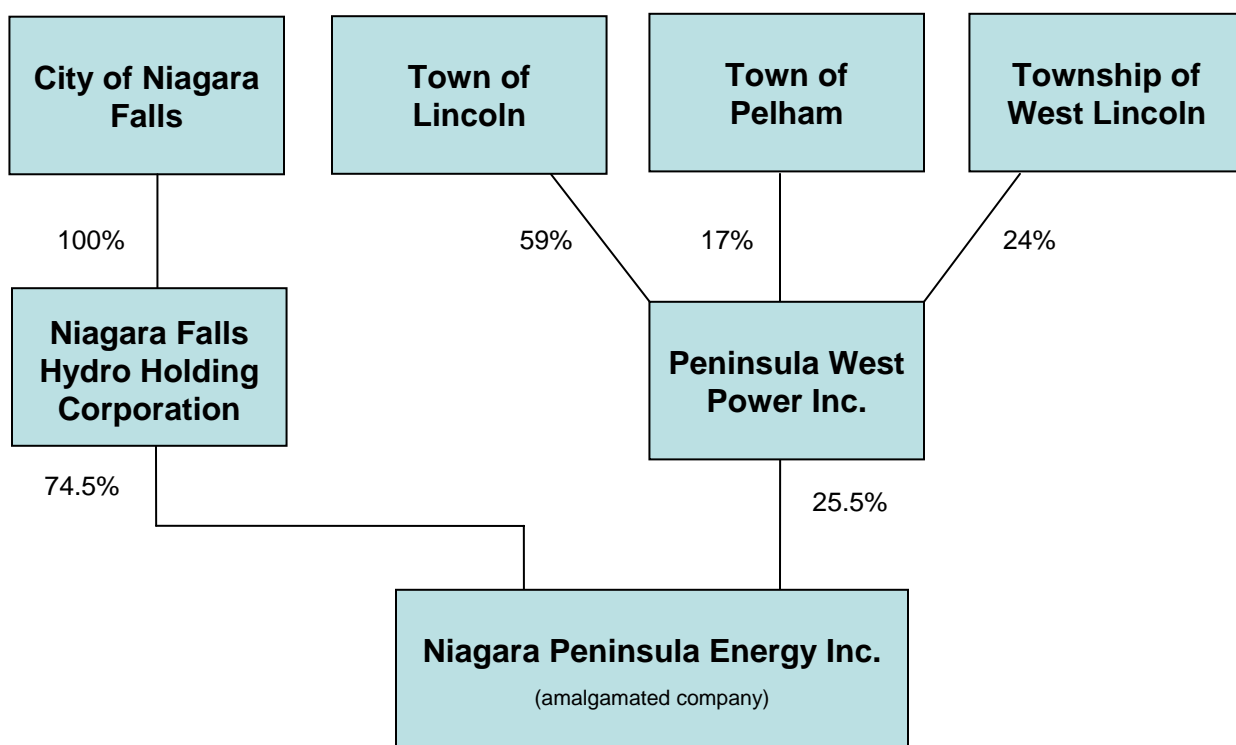 City of Niagara
Falls
Town of
Lincoln
Town of
Pelham
Township of
West Lincoln
100%
59%
17%
24%
Niagara Falls
Hydro Holding
Corporation
Peninsula West
Power Inc.
74.5%
25.5%
Niagara Peninsula Energy Inc.
(amalgamated company)